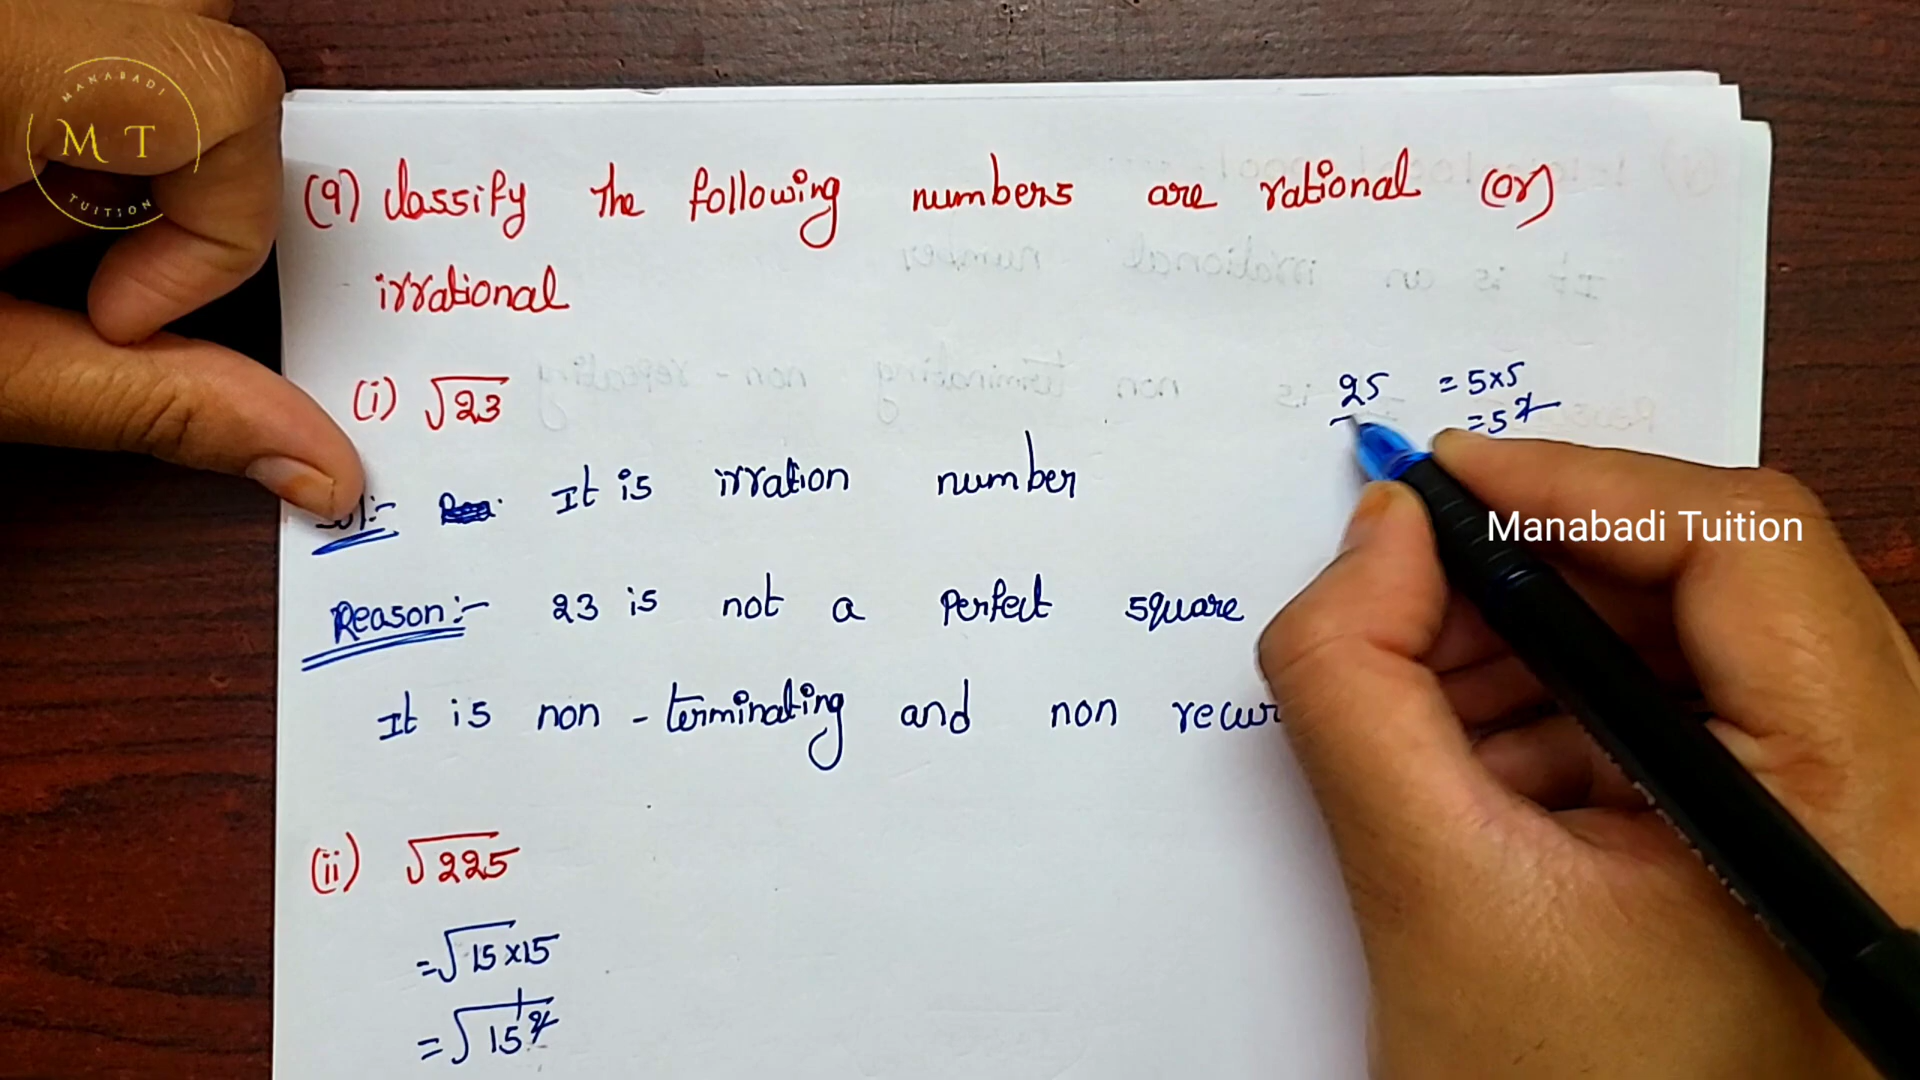 MANABADI
M T
TUITION
(9) classify the following numbers are rational (or)
irrational
(i) √23
25 = 5×5
= 5²
Sol:- It is irration number
Manabadi Tuition
Reason:- 23 is not a perfect square
It is non - terminating and non recur
(ii) √225
= √15×15
= √15²